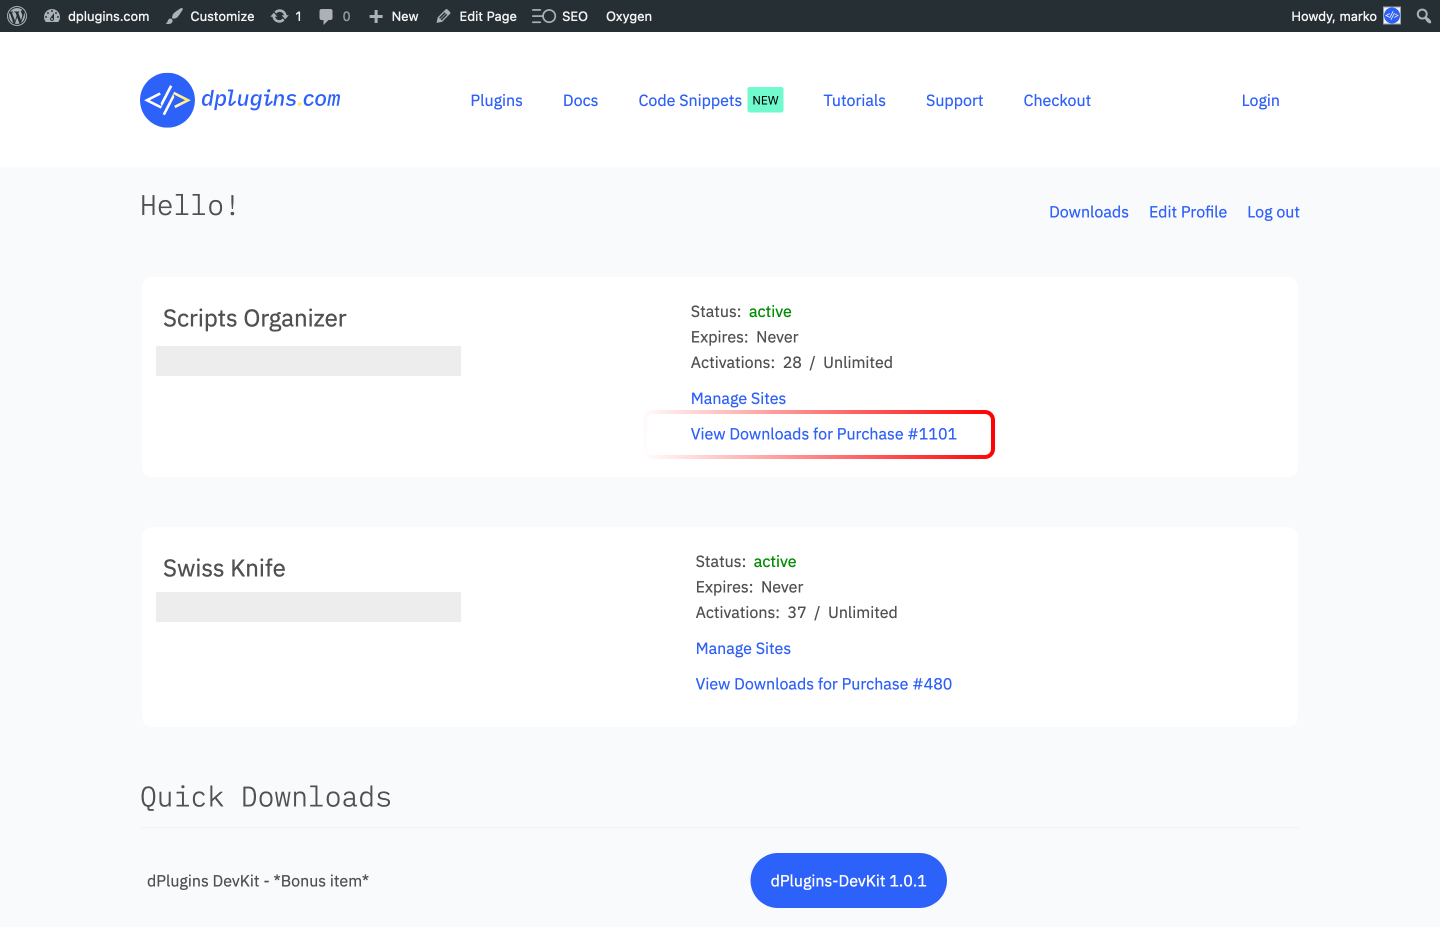 dplugins.com Customize 1 0 New Edit Page SEO Oxygen Howdy, marko
</> dplugins.com Plugins Docs Code Snippets NEW Tutorials Support Checkout Login
Hello!
Downloads Edit Profile Log out
Scripts Organizer
Status: active
Expires: Never
Activations: 28 / Unlimited
Manage Sites
View Downloads for Purchase #1101
Swiss Knife
Status: active
Expires: Never
Activations: 37 / Unlimited
Manage Sites
View Downloads for Purchase #480
Quick Downloads
dPlugins DevKit - *Bonus item* dPlugins-DevKit 1.0.1